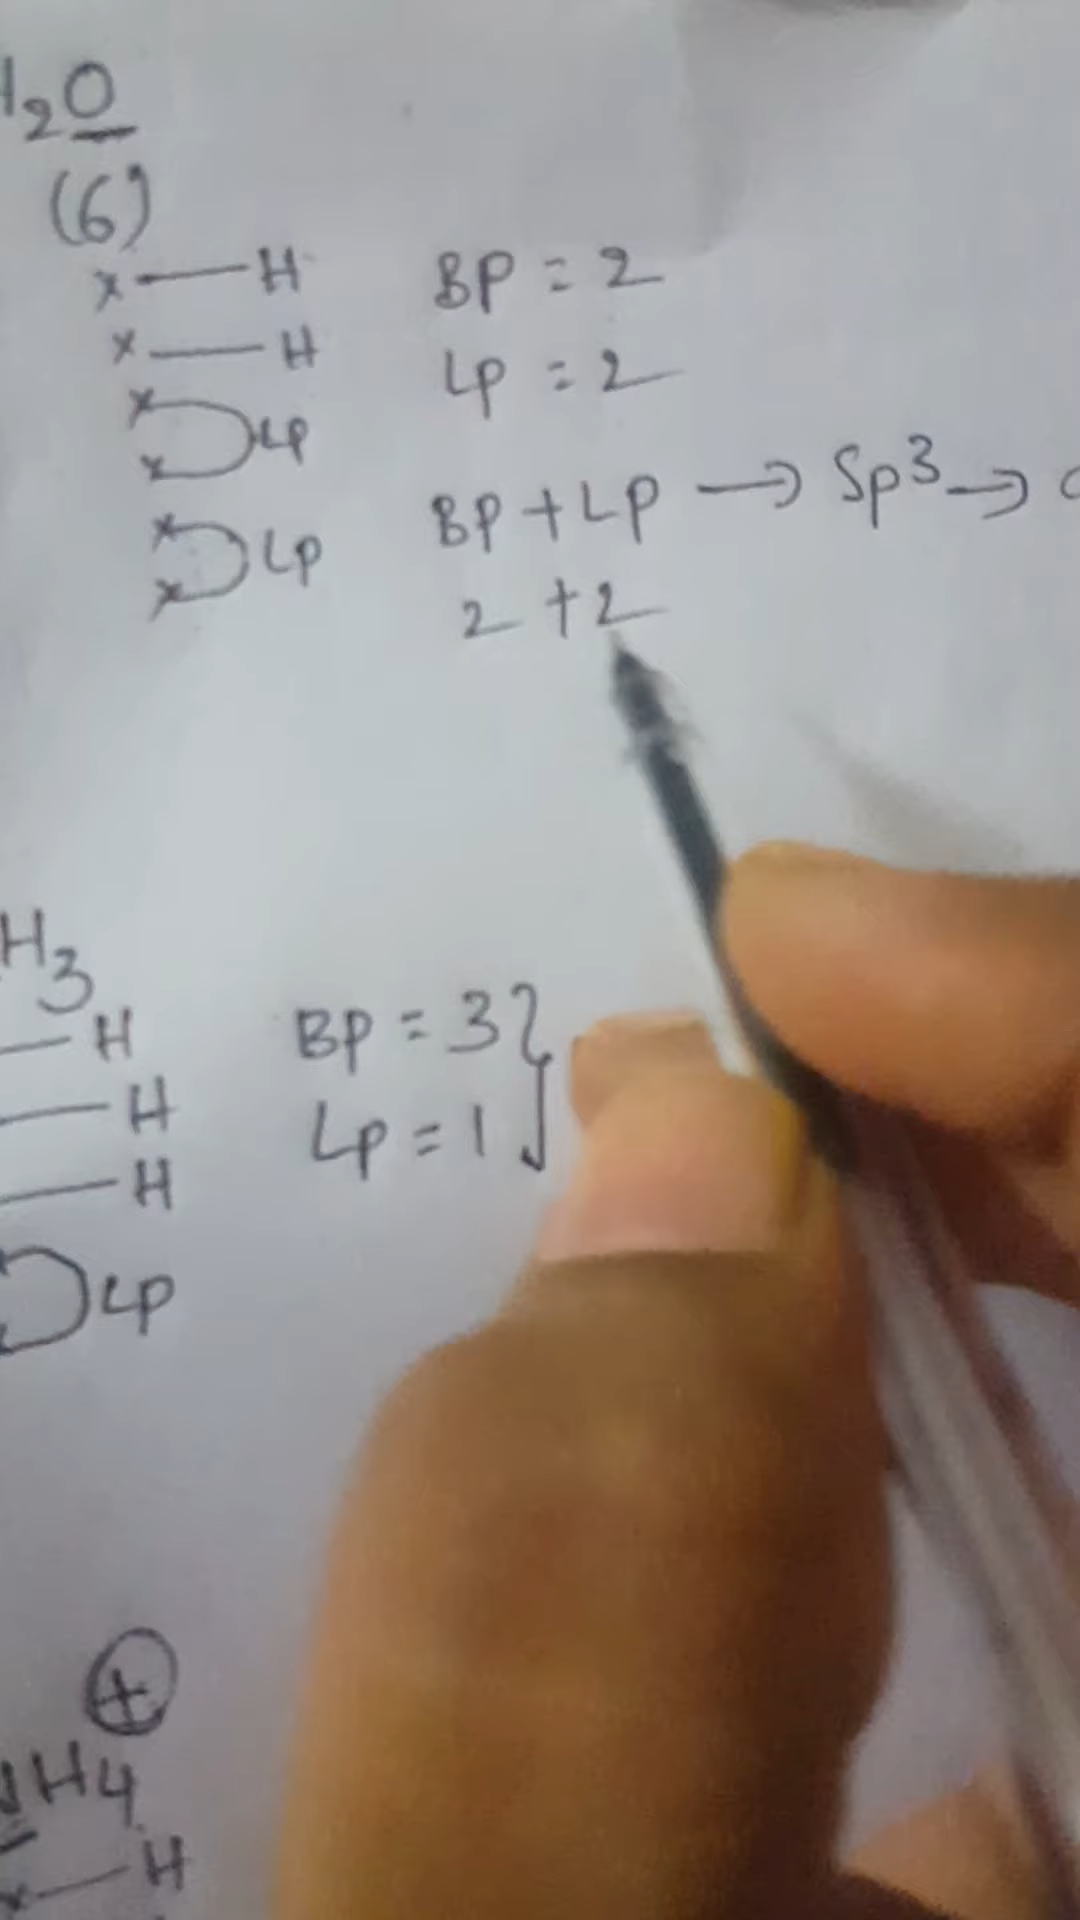 H₂O
(6)
x—H BP = 2
x—H LP = 2
x
x LP
BP + LP → Sp³ →
x
x LP
2 + 2
H₃
—H BP = 3
—H LP = 1
—H
LP
+
NH4
x—H